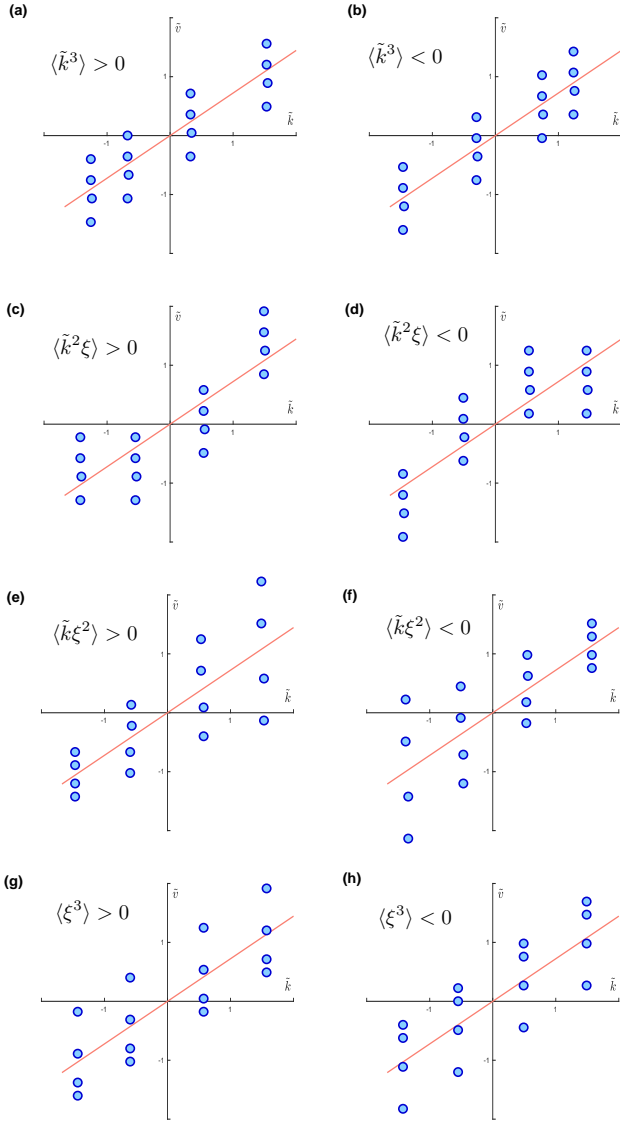 (a)
ṽ
⟨k̃³⟩ > 0
1
-1
1
-1
k̃
(b)
ṽ
⟨k̃³⟩ < 0
1
-1
1
-1
k̃
(c)
ṽ
⟨k̃²ξ⟩ > 0
1
-1
1
-1
k̃
(d)
ṽ
⟨k̃²ξ⟩ < 0
1
-1
1
-1
k̃
(e)
ṽ
⟨k̃ξ²⟩ > 0
1
-1
1
-1
k̃
(f)
ṽ
⟨k̃ξ²⟩ < 0
1
-1
1
-1
k̃
(g)
ṽ
⟨ξ³⟩ > 0
1
-1
1
-1
k̃
(h)
ṽ
⟨ξ³⟩ < 0
1
-1
1
-1
k̃